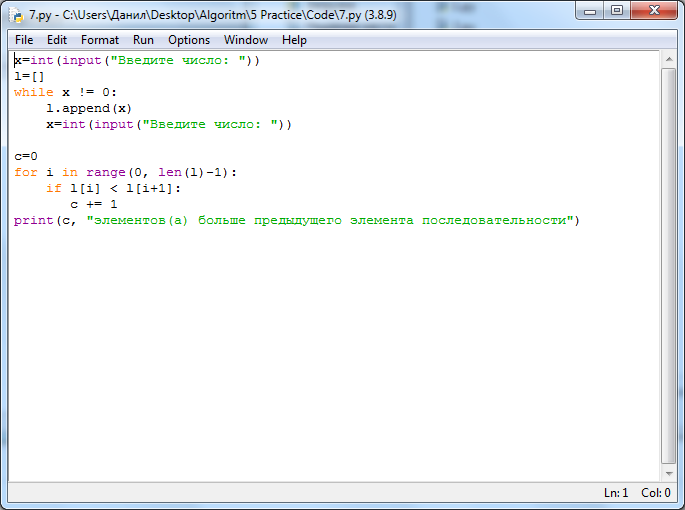 7.py - C:\Users\Данил\Desktop\Algoritm\5 Practice\Code\7.py (3.8.9)
File Edit Format Run Options Window Help
x=int(input("Введите число: "))
l=[]
while x != 0:
    l.append(x)
    x=int(input("Введите число: "))
c=0
for i in range(0, len(l)-1):
    if l[i] < l[i+1]:
       c += 1
print(c, "элементов(а) больше предыдущего элемента последовательности")
Ln: 1 Col: 0